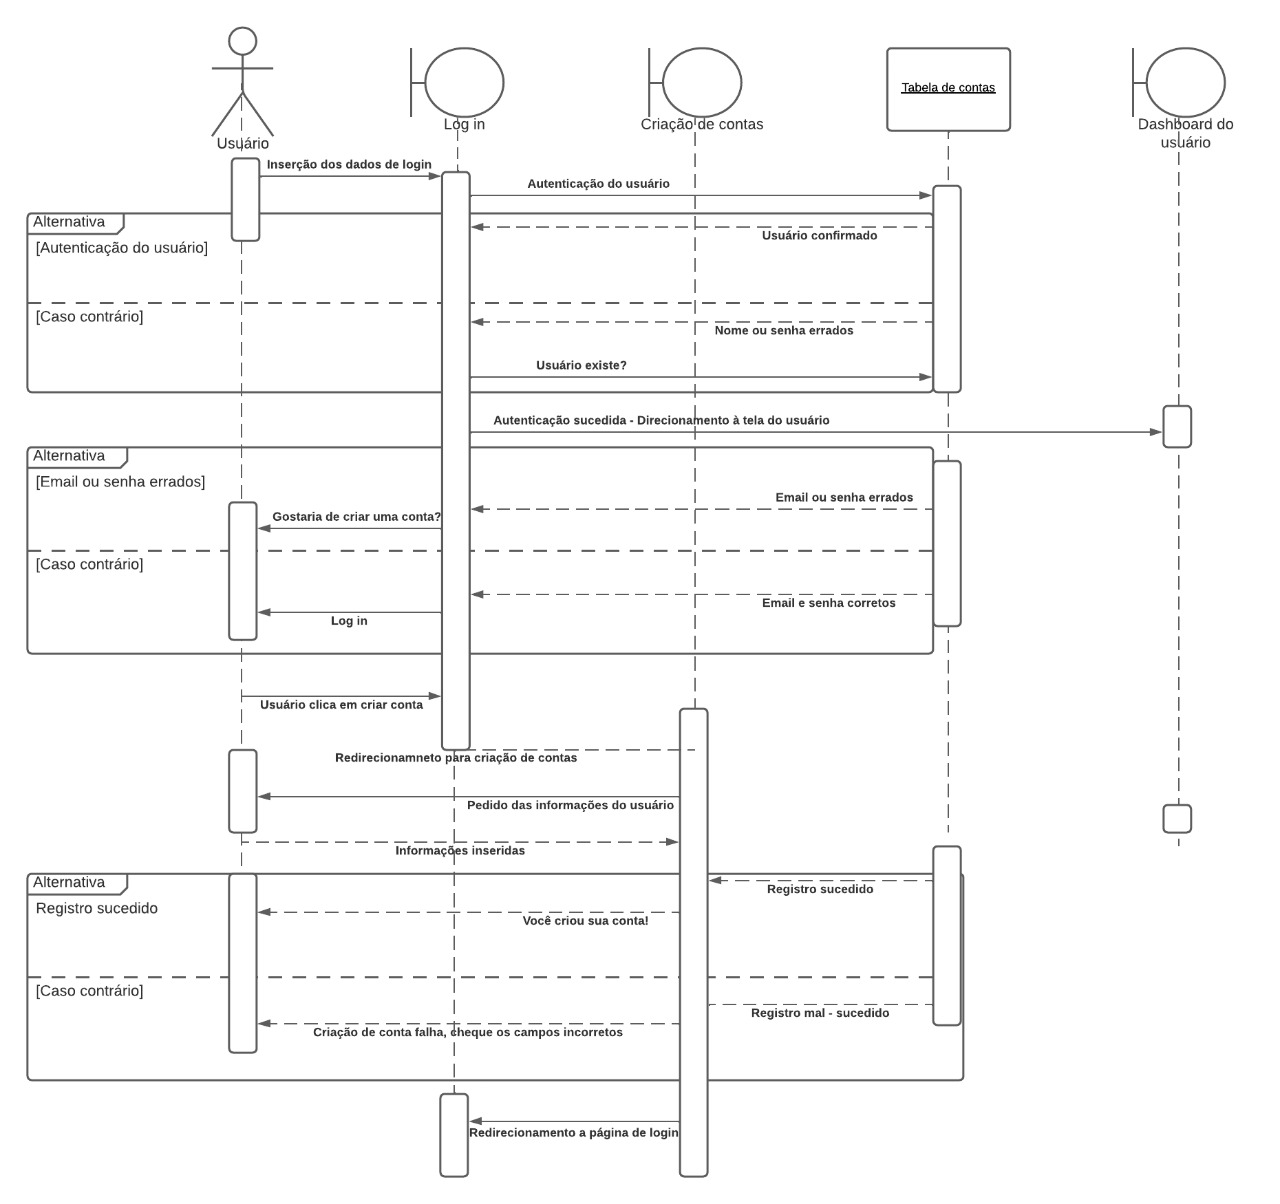 Usuário
Log in
Criação de contas
Tabela de contas
Dashboard do
usuário
Inserção dos dados de login
Autenticação do usuário
Alternativa
[Autenticação do usuário]
Usuário confirmado
[Caso contrário]
Nome ou senha errados
Usuário existe?
Autenticação sucedida - Direcionamento à tela do usuário
Alternativa
[Email ou senha errados]
Email ou senha errados
Gostaria de criar uma conta?
[Caso contrário]
Email e senha corretos
Log in
Usuário clica em criar conta
Redirecionamneto para criação de contas
Pedido das informações do usuário
Informações inseridas
Alternativa
Registro sucedido
Registro sucedido
Você criou sua conta!
[Caso contrário]
Registro mal - sucedido
Criação de conta falha, cheque os campos incorretos
Redirecionamento a página de login